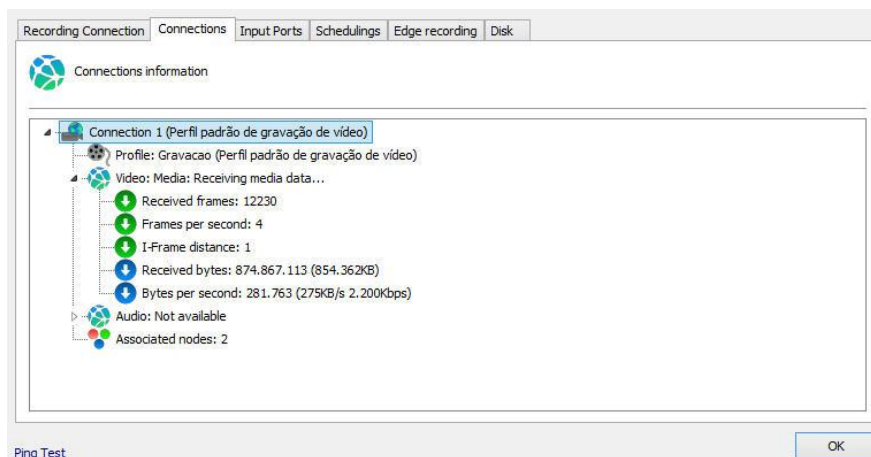 Recording Connection Connections Input Ports Schedulings Edge recording Disk
Connections information
Connection 1 (Perfil padrão de gravação de vídeo)
Profile: Gravacao (Perfil padrão de gravação de vídeo)
Video: Media: Receiving media data...
Received frames: 12230
Frames per second: 4
I-Frame distance: 1
Received bytes: 874.867.113 (854.362KB)
Bytes per second: 281.763 (275KB/s 2.200Kbps)
Audio: Not available
Associated nodes: 2
OK
Ping Test